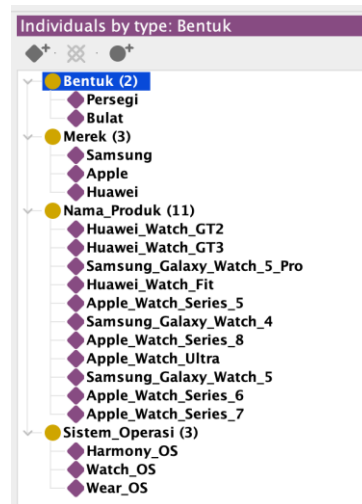 Individuals by type: Bentuk
Bentuk (2)
Persegi
Bulat
Merek (3)
Samsung
Apple
Huawei
Nama_Produk (11)
Huawei_Watch_GT2
Huawei_Watch_GT3
Samsung_Galaxy_Watch_5_Pro
Huawei_Watch_Fit
Apple_Watch_Series_5
Samsung_Galaxy_Watch_4
Apple_Watch_Series_8
Apple_Watch_Ultra
Samsung_Galaxy_Watch_5
Apple_Watch_Series_6
Apple_Watch_Series_7
Sistem_Operasi (3)
Harmony_OS
Watch_OS
Wear_OS